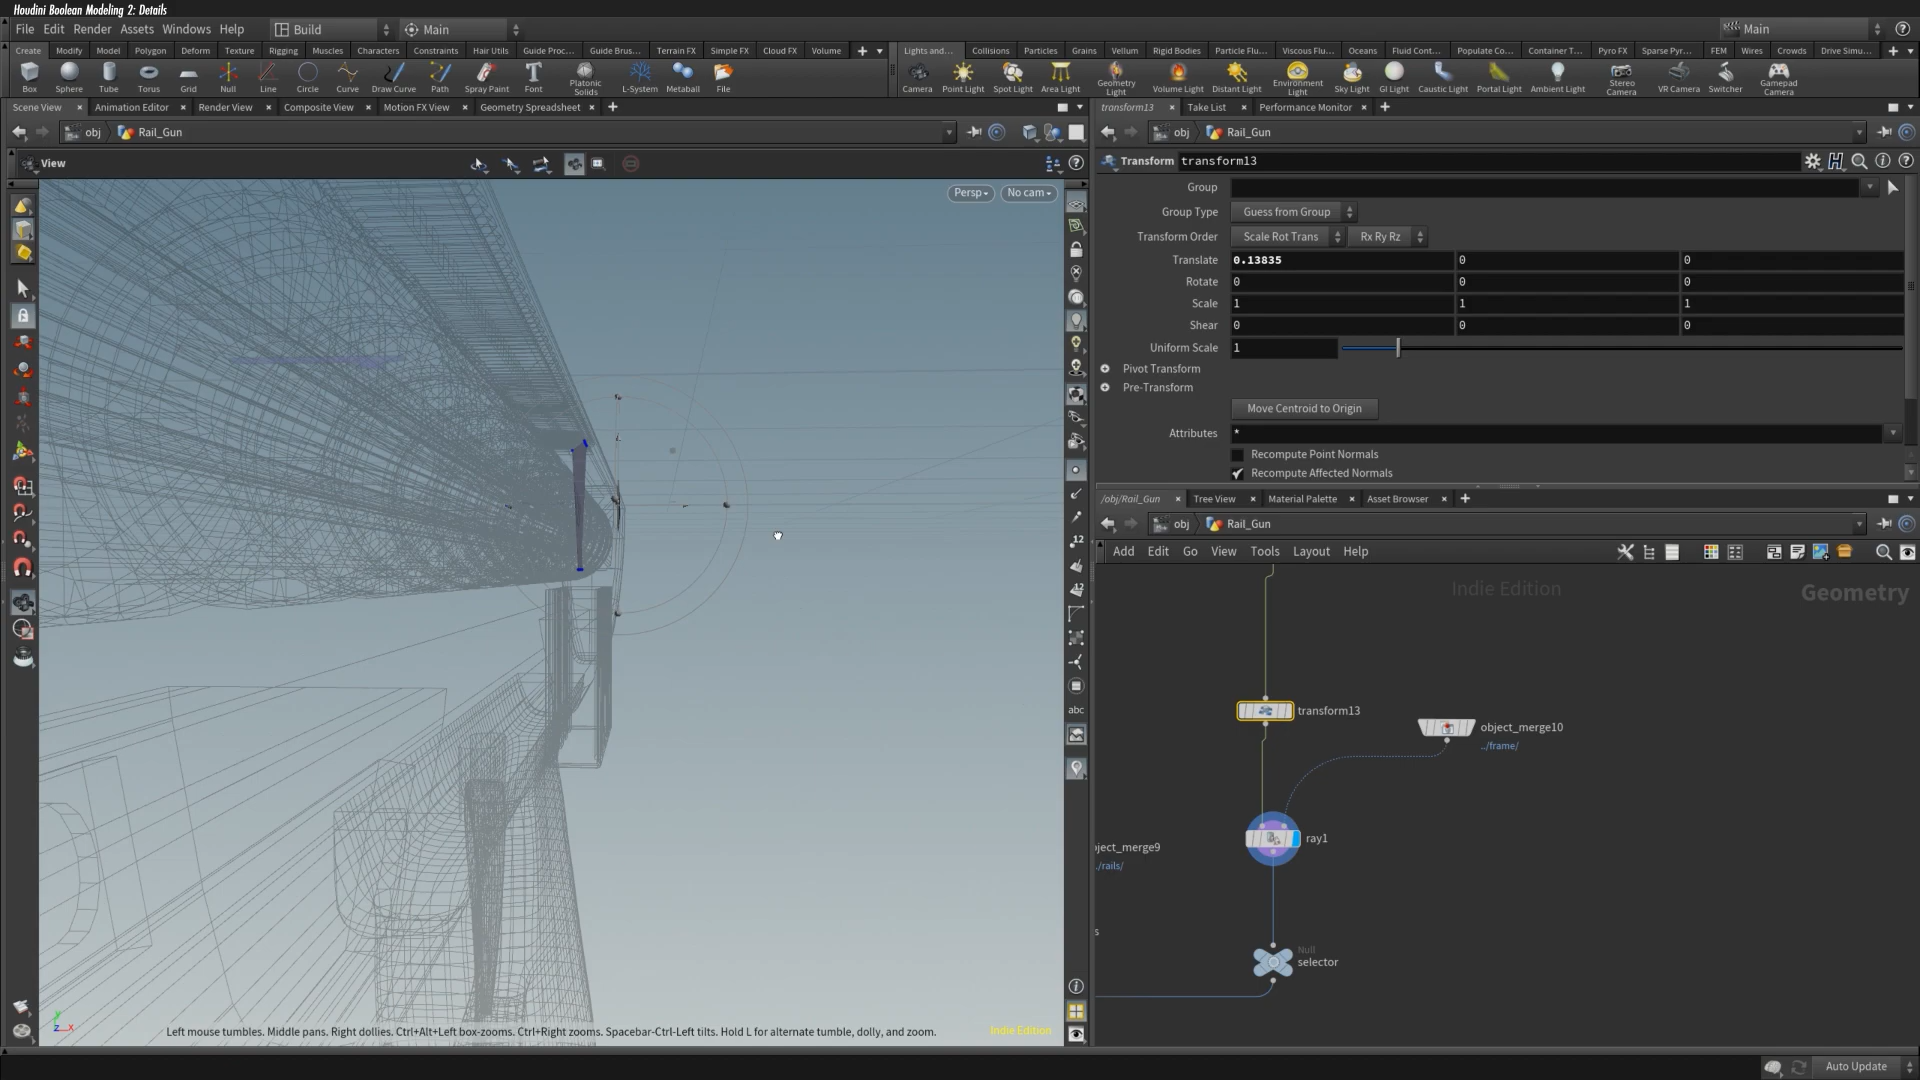 Houdini Boolean Modeling 2: Details
File Edit Render Assets Windows Help Build Main Main
Create Modify Model Polygon Deform Texture Rigging Muscles Characters Constraints Hair Utils Guide Proc... Guide Brus... Terrain FX Simple FX Cloud FX Volume
Lights and... Collisions Particles Grains Vellum Rigid Bodies Particle Flu... Viscous Flu... Oceans Fluid Cont... Populate Co... Container T... Pyro FX Sparse Pyr... FEM Wires Crowds Drive Simu...
Box Sphere Tube Torus Grid Null Line Circle Curve Draw Curve Path Spray Paint Font Platonic Solids L-System Metaball File
Camera Point Light Spot Light Area Light Geometry Light Volume Light Distant Light Environment Light Sky Light GI Light Caustic Light Portal Light Ambient Light Stereo Camera VR Camera Switcher Gamepad Camera
Scene View Animation Editor Render View Composite View Motion FX View Geometry Spreadsheet
transform13 Take List Performance Monitor
obj Rail_Gun
obj Rail_Gun
View
Persp No cam
Transform transform13
Group
Group Type Guess from Group
Transform Order Scale Rot Trans Rx Ry Rz
Translate 0.13835 0 0
Rotate 0 0 0
Scale 1 1 1
Shear 0 0 0
Uniform Scale 1
Pivot Transform
Pre-Transform
Move Centroid to Origin
Attributes *
Recompute Point Normals
Recompute Affected Normals
/obj/Rail_Gun Tree View Material Palette Asset Browser
obj Rail_Gun
Add Edit Go View Tools Layout Help
Indie Edition
Geometry
transform13
object_merge10
../frame/
ray1
bject_merge9
./rails/
s
Null
selector
12
12
abc
y
z x
Left mouse tumbles. Middle pans. Right dollies. Ctrl+Alt+Left box-zooms. Ctrl+Right zooms. Spacebar-Ctrl-Left tilts. Hold L for alternate tumble, dolly, and zoom.
Indie Edition
Auto Update